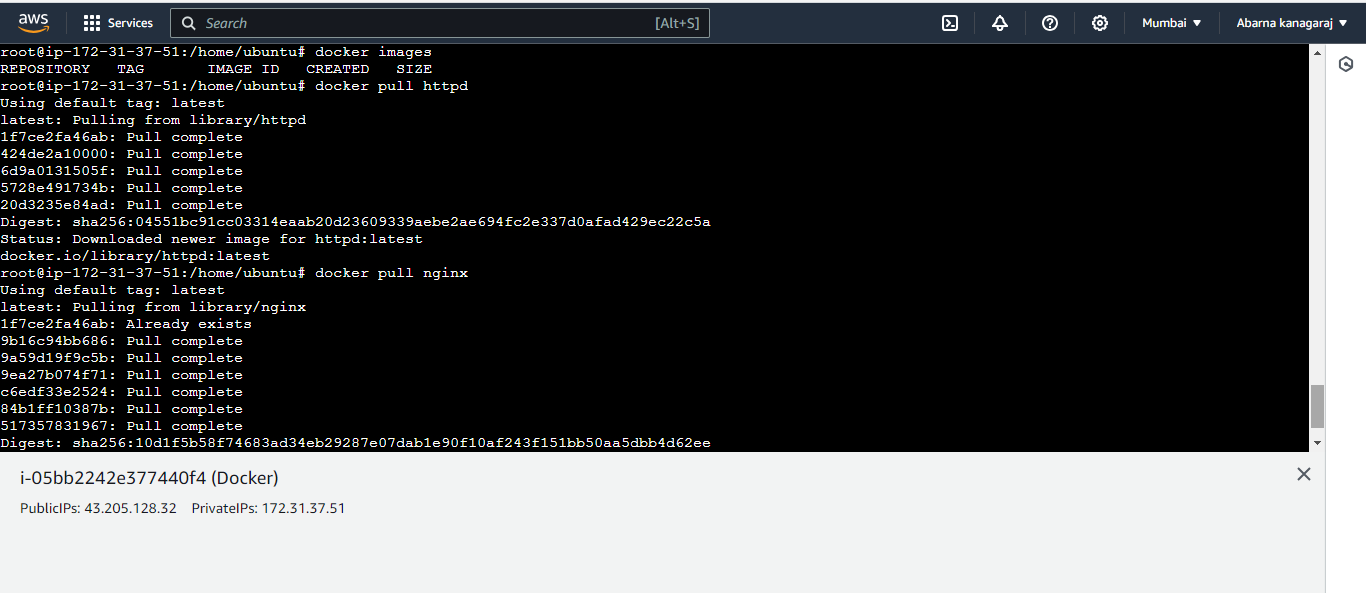 aws Services Search [Alt+S] Mumbai ▼ Abarna kanagaraj ▼
root@ip-172-31-37-51:/home/ubuntu# docker images
REPOSITORY   TAG       IMAGE ID   CREATED   SIZE
root@ip-172-31-37-51:/home/ubuntu# docker pull httpd
Using default tag: latest
latest: Pulling from library/httpd
1f7ce2fa46ab: Pull complete
424de2a10000: Pull complete
6d9a0131505f: Pull complete
5728e491734b: Pull complete
20d3235e84ad: Pull complete
Digest: sha256:04551bc91cc03314eaab20d23609339aebe2ae694fc2e337d0afad429ec22c5a
Status: Downloaded newer image for httpd:latest
docker.io/library/httpd:latest
root@ip-172-31-37-51:/home/ubuntu# docker pull nginx
Using default tag: latest
latest: Pulling from library/nginx
1f7ce2fa46ab: Already exists
9b16c94bb686: Pull complete
9a59d19f9c5b: Pull complete
9ea27b074f71: Pull complete
c6edf33e2524: Pull complete
84b1ff10387b: Pull complete
517357831967: Pull complete
Digest: sha256:10d1f5b58f74683ad34eb29287e07dab1e90f10af243f151bb50aa5dbb4d62ee
i-05bb2242e377440f4 (Docker)
PublicIPs: 43.205.128.32 PrivateIPs: 172.31.37.51